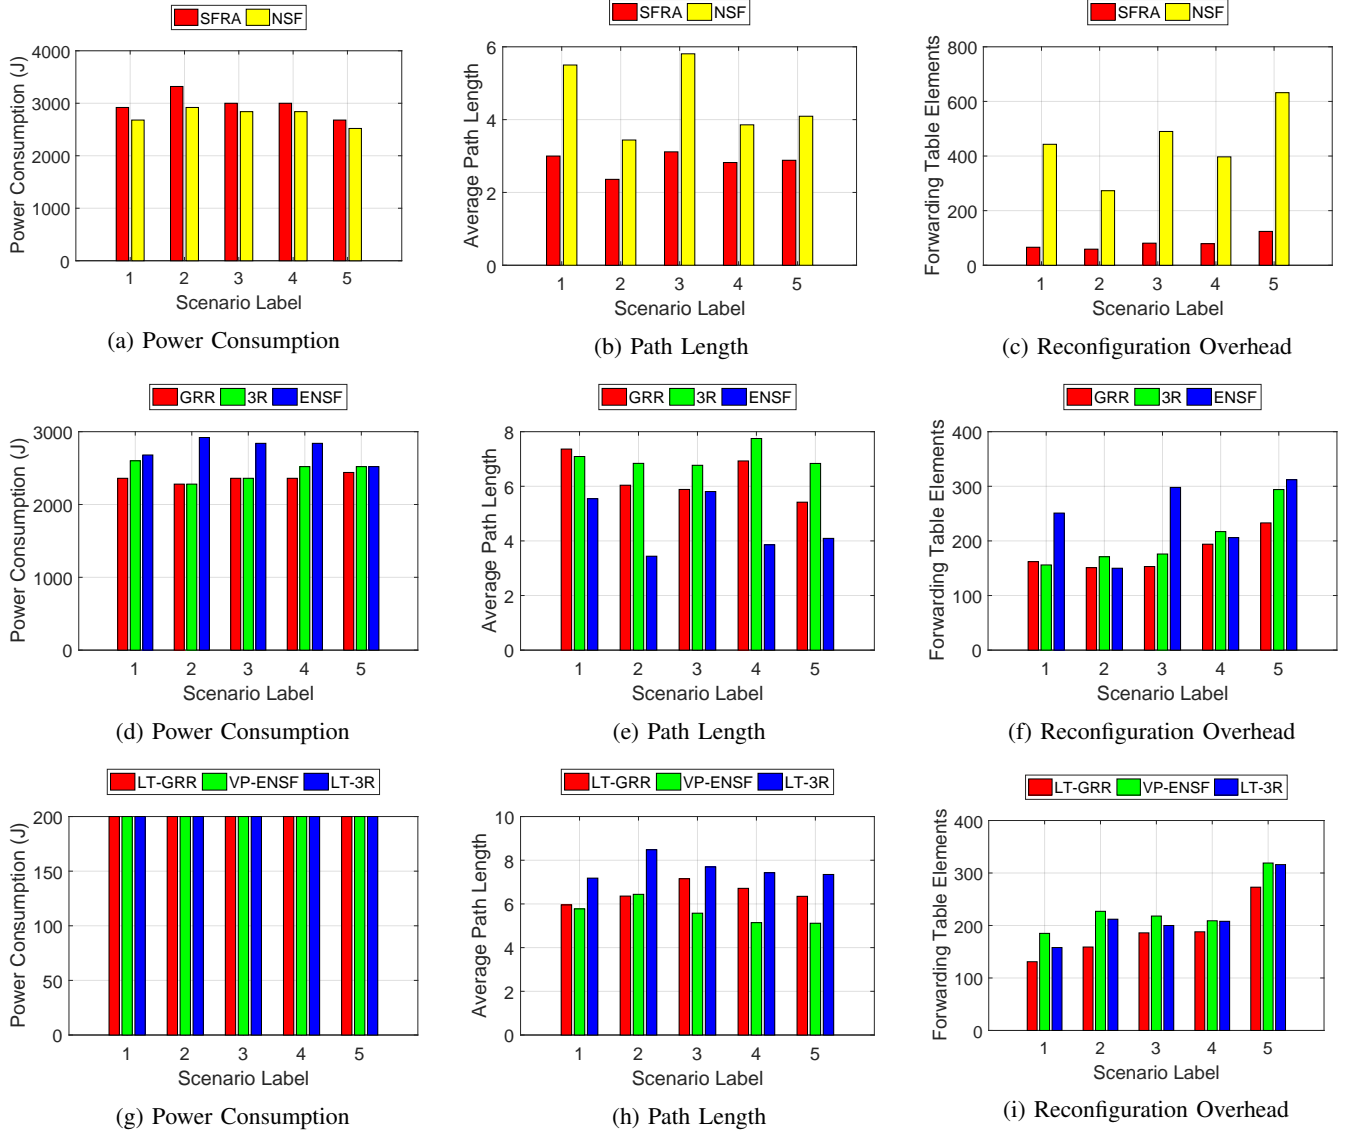 SFRA NSF
Power Consumption (J)
4000
3000
2000
1000
0
1 2 3 4 5
Scenario Label
(a) Power Consumption
SFRA NSF
Average Path Length
6
4
2
0
1 2 3 4 5
Scenario Label
(b) Path Length
SFRA NSF
Forwarding Table Elements
800
600
400
200
0
1 2 3 4 5
Scenario Label
(c) Reconfiguration Overhead
GRR 3R ENSF
Power Consumption (J)
3000
2000
1000
0
1 2 3 4 5
Scenario Label
(d) Power Consumption
GRR 3R ENSF
Average Path Length
8
6
4
2
0
1 2 3 4 5
Scenario Label
(e) Path Length
GRR 3R ENSF
Forwarding Table Elements
400
300
200
100
0
1 2 3 4 5
Scenario Label
(f) Reconfiguration Overhead
LT-GRR VP-ENSF LT-3R
Power Consumption (J)
200
150
100
50
0
1 2 3 4 5
Scenario Label
(g) Power Consumption
LT-GRR VP-ENSF LT-3R
Average Path Length
10
8
6
4
2
0
1 2 3 4 5
Scenario Label
(h) Path Length
LT-GRR VP-ENSF LT-3R
Forwarding Table Elements
400
300
200
100
0
1 2 3 4 5
Scenario Label
(i) Reconfiguration Overhead